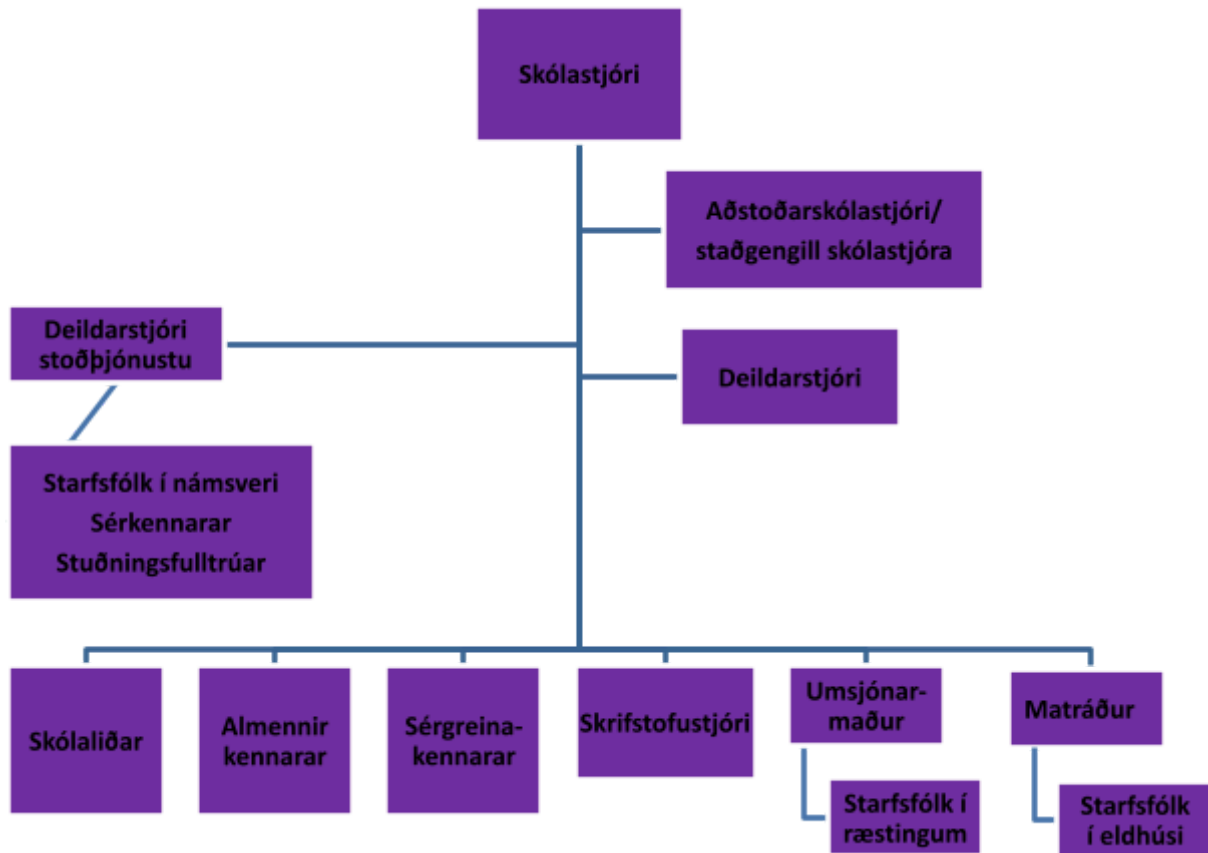 Skólastjóri
Aðstoðarskólastjóri/
staðgengill skólastjóra
Deildarstjóri
stoðþjónustu
Deildarstjóri
Starfsfólk í námsveri
Sérkennarar
Stuðningsfulltrúar
Skólaliðar
Almennir
kennarar
Sérgreina-
kennarar
Skrifstofustjóri
Umsjónar-
maður
Matráður
Starfsfólk í
ræstingum
Starfsfólk
í eldhúsi